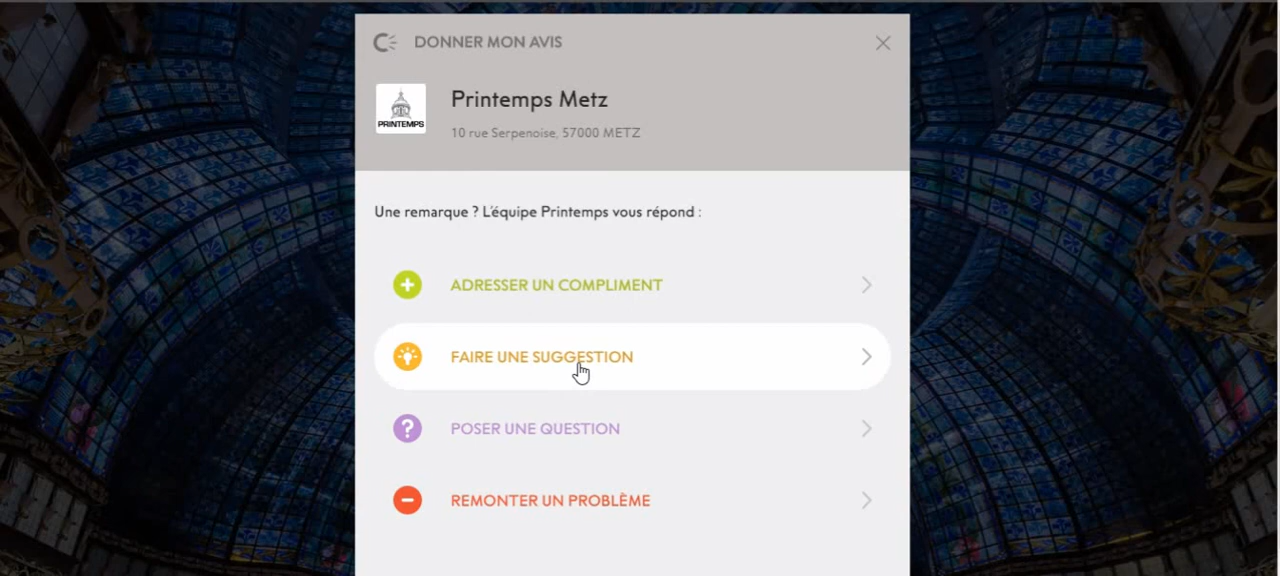 DONNER MON AVIS
PRINTEMPS
Printemps Metz
10 rue Serpenoise, 57000 METZ
Une remarque ? L'équipe Printemps vous répond :
ADRESSER UN COMPLIMENT
FAIRE UNE SUGGESTION
POSER UNE QUESTION
REMONTER UN PROBLÈME